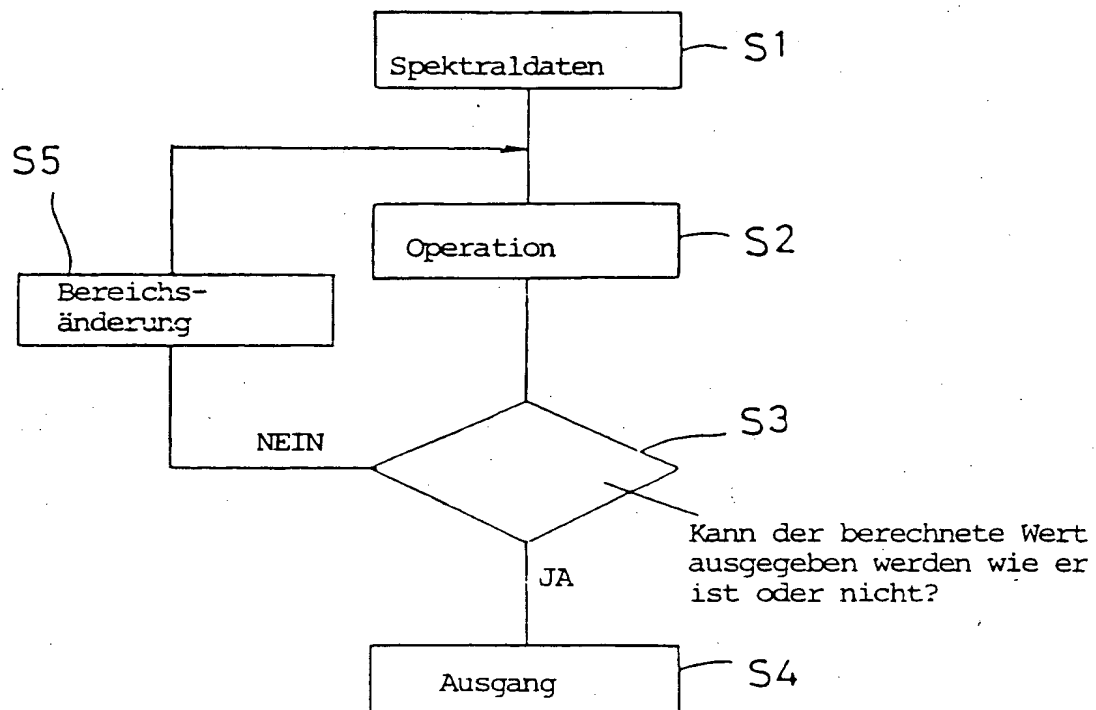 Spektraldaten
S1
S5
Operation
S2
Bereichs-
änderung
NEIN
S3
Kann der berechnete Wert
ausgegeben werden wie er
ist oder nicht?
JA
Ausgang
S4